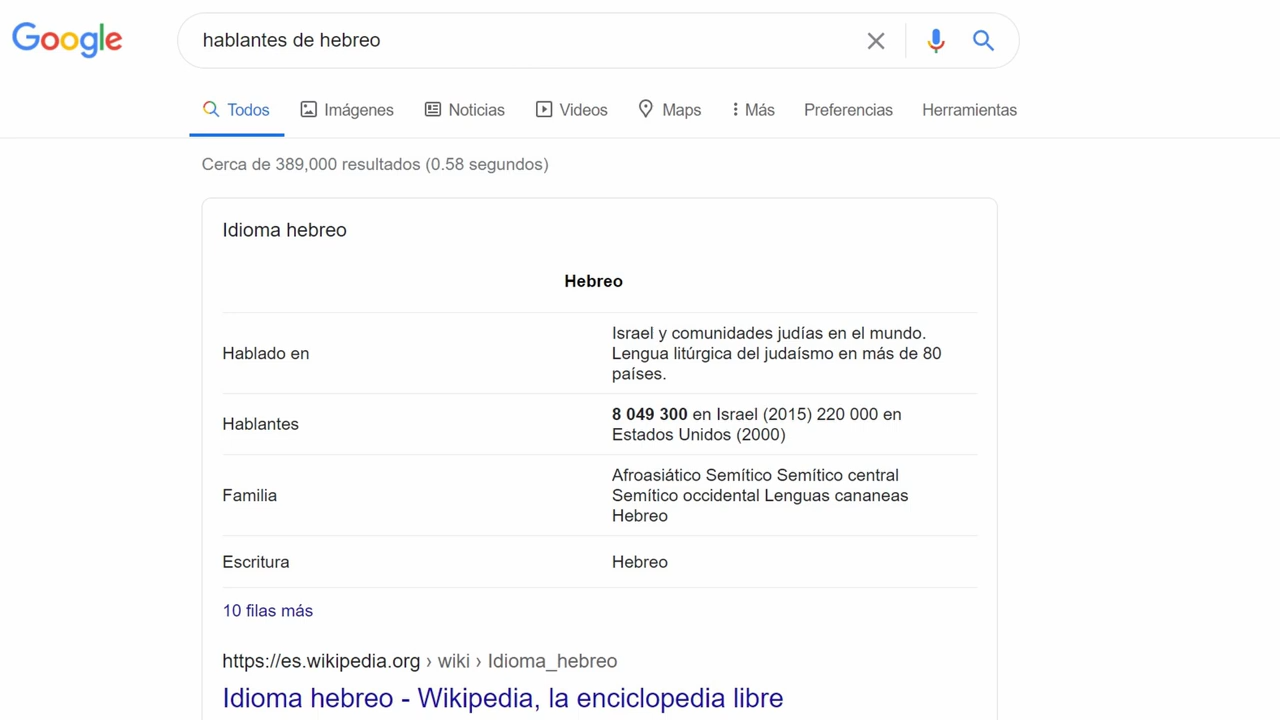 Google
hablantes de hebreo
Todos Imágenes Noticias Videos Maps Más Preferencias Herramientas
Cerca de 389,000 resultados (0.58 segundos)
Idioma hebreo
Hebreo
Hablado en
Israel y comunidades judías en el mundo.
Lengua litúrgica del judaísmo en más de 80
países.
Hablantes
8 049 300 en Israel (2015) 220 000 en
Estados Unidos (2000)
Familia
Afroasiático Semítico Semítico central
Semítico occidental Lenguas cananeas
Hebreo
Escritura
Hebreo
10 filas más
https://es.wikipedia.org › wiki › Idioma_hebreo
Idioma hebreo - Wikipedia, la enciclopedia libre